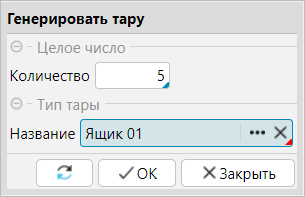 Генерировать тару
Целое число
Количество 5
Тип тары
Название Ящик 01
OK Закрыть